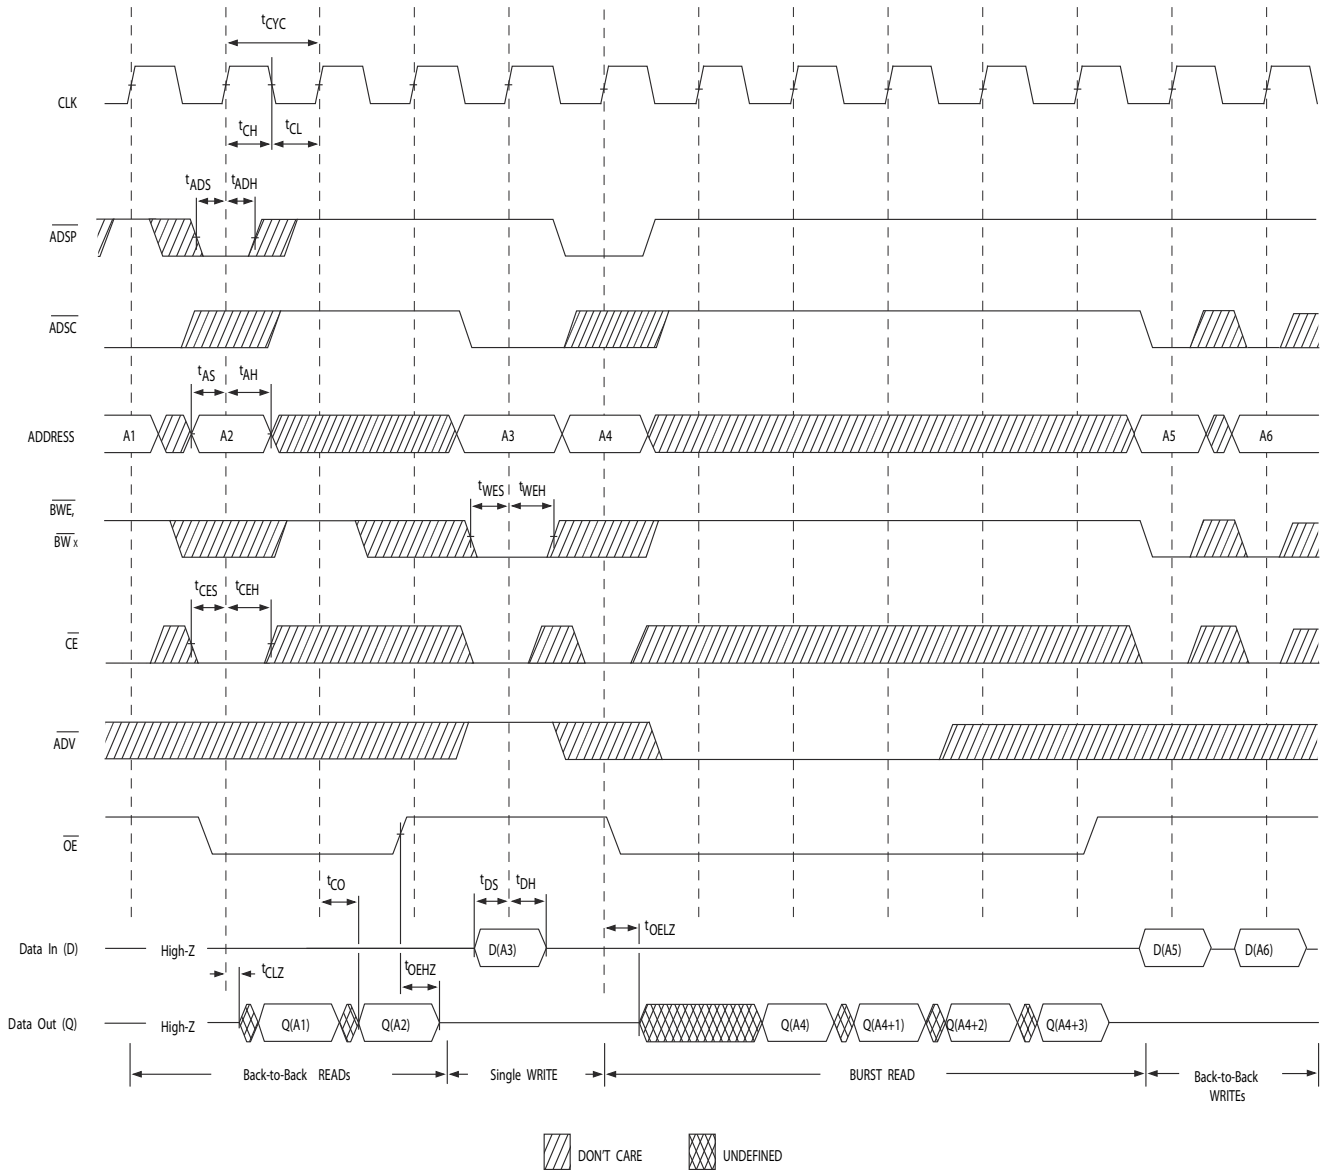 tCYC
CLK
tCH tCL
tADS tADH
ADSP
ADSC
tAS tAH
ADDRESS A1 A2 A3 A4 A5 A6
tWES tWEH
BWE,
BW x
tCES tCEH
CE
ADV
OE
tCO tDS tDH
tOELZ
Data In (D) High-Z D(A3) D(A5) D(A6)
tCLZ tOEHZ
Data Out (Q) High-Z Q(A1) Q(A2) Q(A4) Q(A4+1) Q(A4+2) Q(A4+3)
Back-to-Back READs Single WRITE BURST READ Back-to-Back
WRITEs
DON'T CARE UNDEFINED